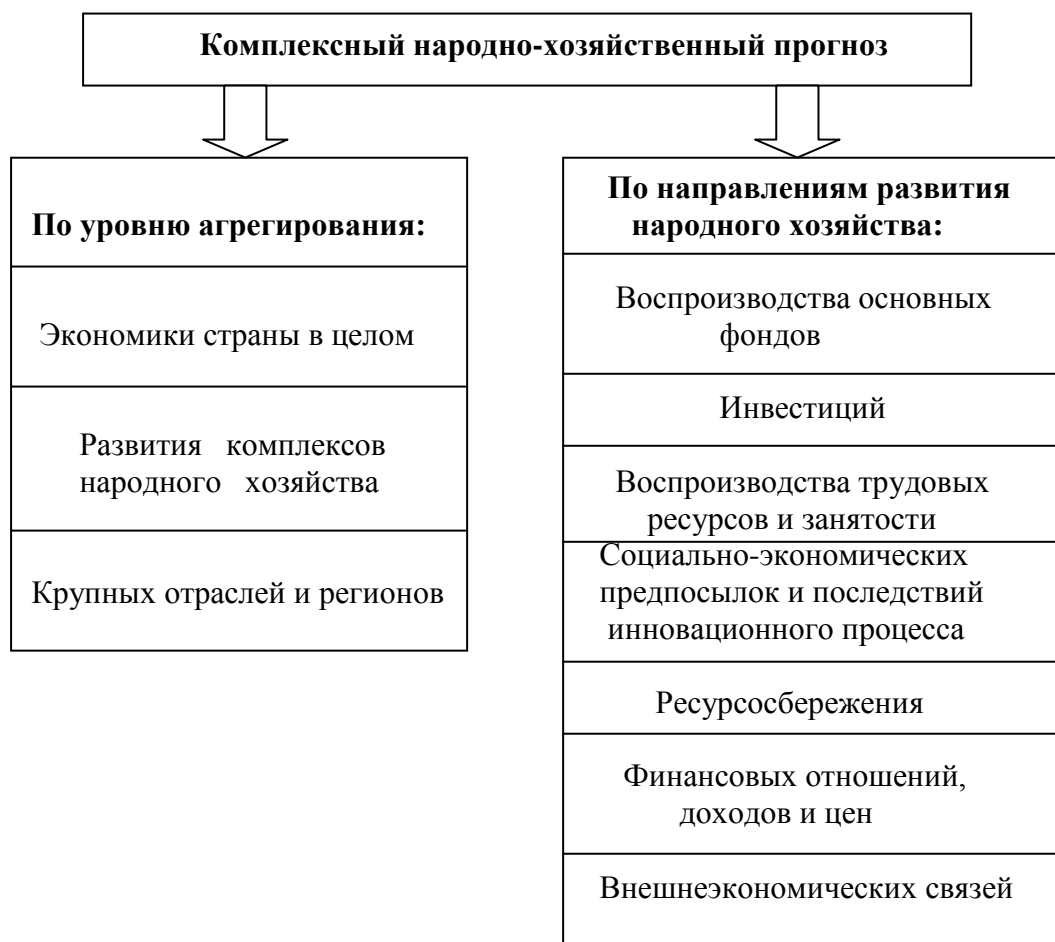 Комплексный народно-хозяйственный прогноз
По уровню агрегирования:
Экономики страны в целом
Развития комплексов
народного хозяйства
Крупных отраслей и регионов
По направлениям развития
народного хозяйства:
Воспроизводства основных
фондов
Инвестиций
Воспроизводства трудовых
ресурсов и занятости
Социально-экономических
предпосылок и последствий
инновационного процесса
Ресурсосбережения
Финансовых отношений,
доходов и цен
Внешнеэкономических связей